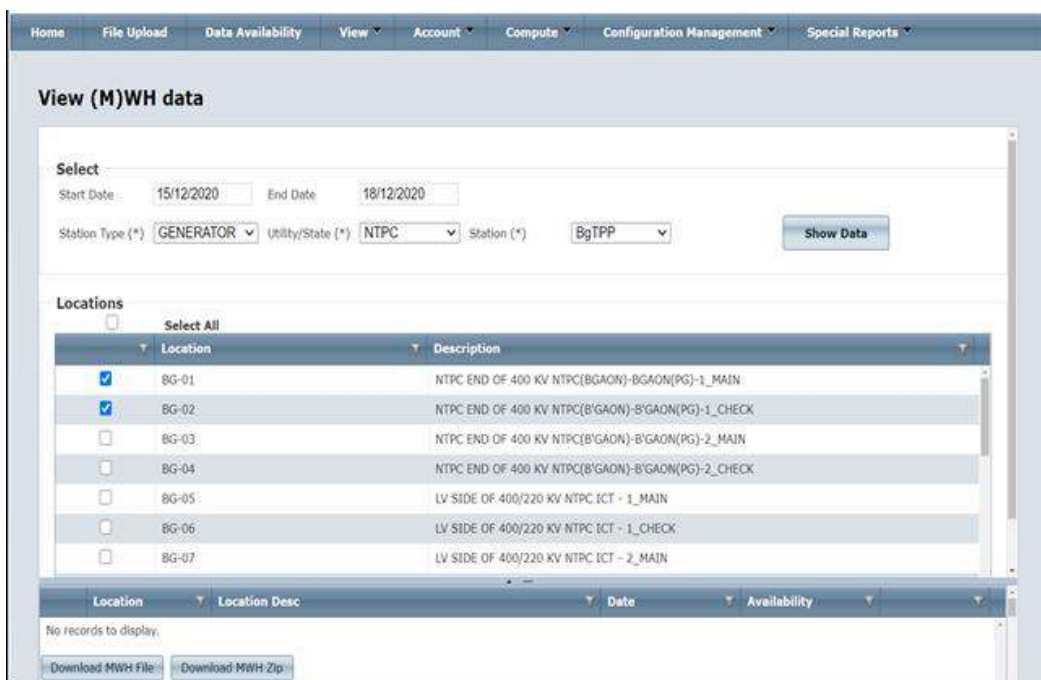 Home File Upload Data Availability View Account Compute Configuration Management Special Reports
View (M)WH data
Select
Start Date 15/12/2020 End Date 18/12/2020
Station Type (*) GENERATOR Utility/State (*) NTPC Station (*) BgTPP Show Data
Locations
Select All
Location Description
BG-01 NTPC END OF 400 KV NTPC(BGAON)-BGAON(PG)-1_MAIN
BG-02 NTPC END OF 400 KV NTPC(B'GAON)-B'GAON(PG)-1_CHECK
BG-03 NTPC END OF 400 KV NTPC(B'GAON)-B'GAON(PG)-2_MAIN
BG-04 NTPC END OF 400 KV NTPC(B'GAON)-B'GAON(PG)-2_CHECK
BG-05 LV SIDE OF 400/220 KV NTPC ICT - 1_MAIN
BG-06 LV SIDE OF 400/220 KV NTPC ICT - 1_CHECK
BG-07 LV SIDE OF 400/220 KV NTPC ICT - 2_MAIN
Location Location Desc Date Availability
No records to display.
Download MWH File Download MWH Zip